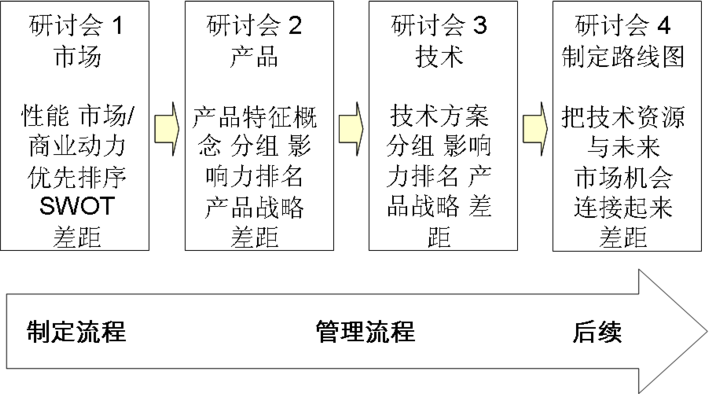 研讨会 1
市场
性能 市场/
商业动力
优先排序
SWOT
差距
研讨会 2
产品
产品特征概
念 分组 影
响力排名
产品战略
差距
研讨会 3
技术
技术方案
分组 影响
力排名 产
品战略 差
距
研讨会 4
制定路线图
把技术资源
与未来
市场机会
连接起来
差距
制定流程
管理流程
后续